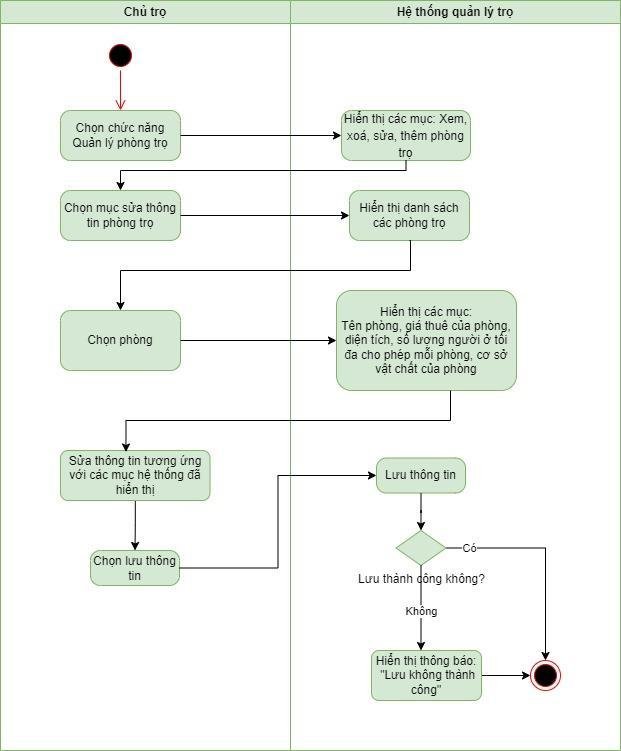 Chủ trọ
Hệ thống quản lý trọ
Chọn chức năng
Quản lý phòng trọ
Hiển thị các mục: Xem,
xoá, sửa, thêm phòng
trọ
Chọn mục sửa thông
tin phòng trọ
Hiển thị danh sách
các phòng trọ
Chọn phòng
Hiển thị các mục:
Tên phòng, giá thuê của phòng,
diện tích, số lượng người ở tối
đa cho phép mỗi phòng, cơ sở
vật chất của phòng
Sửa thông tin tương ứng
với các mục hệ thống đã
hiển thị
Lưu thông tin
Chọn lưu thông
tin
Có
Lưu thành công không?
Không
Hiển thị thông báo:
"Lưu không thành
công"